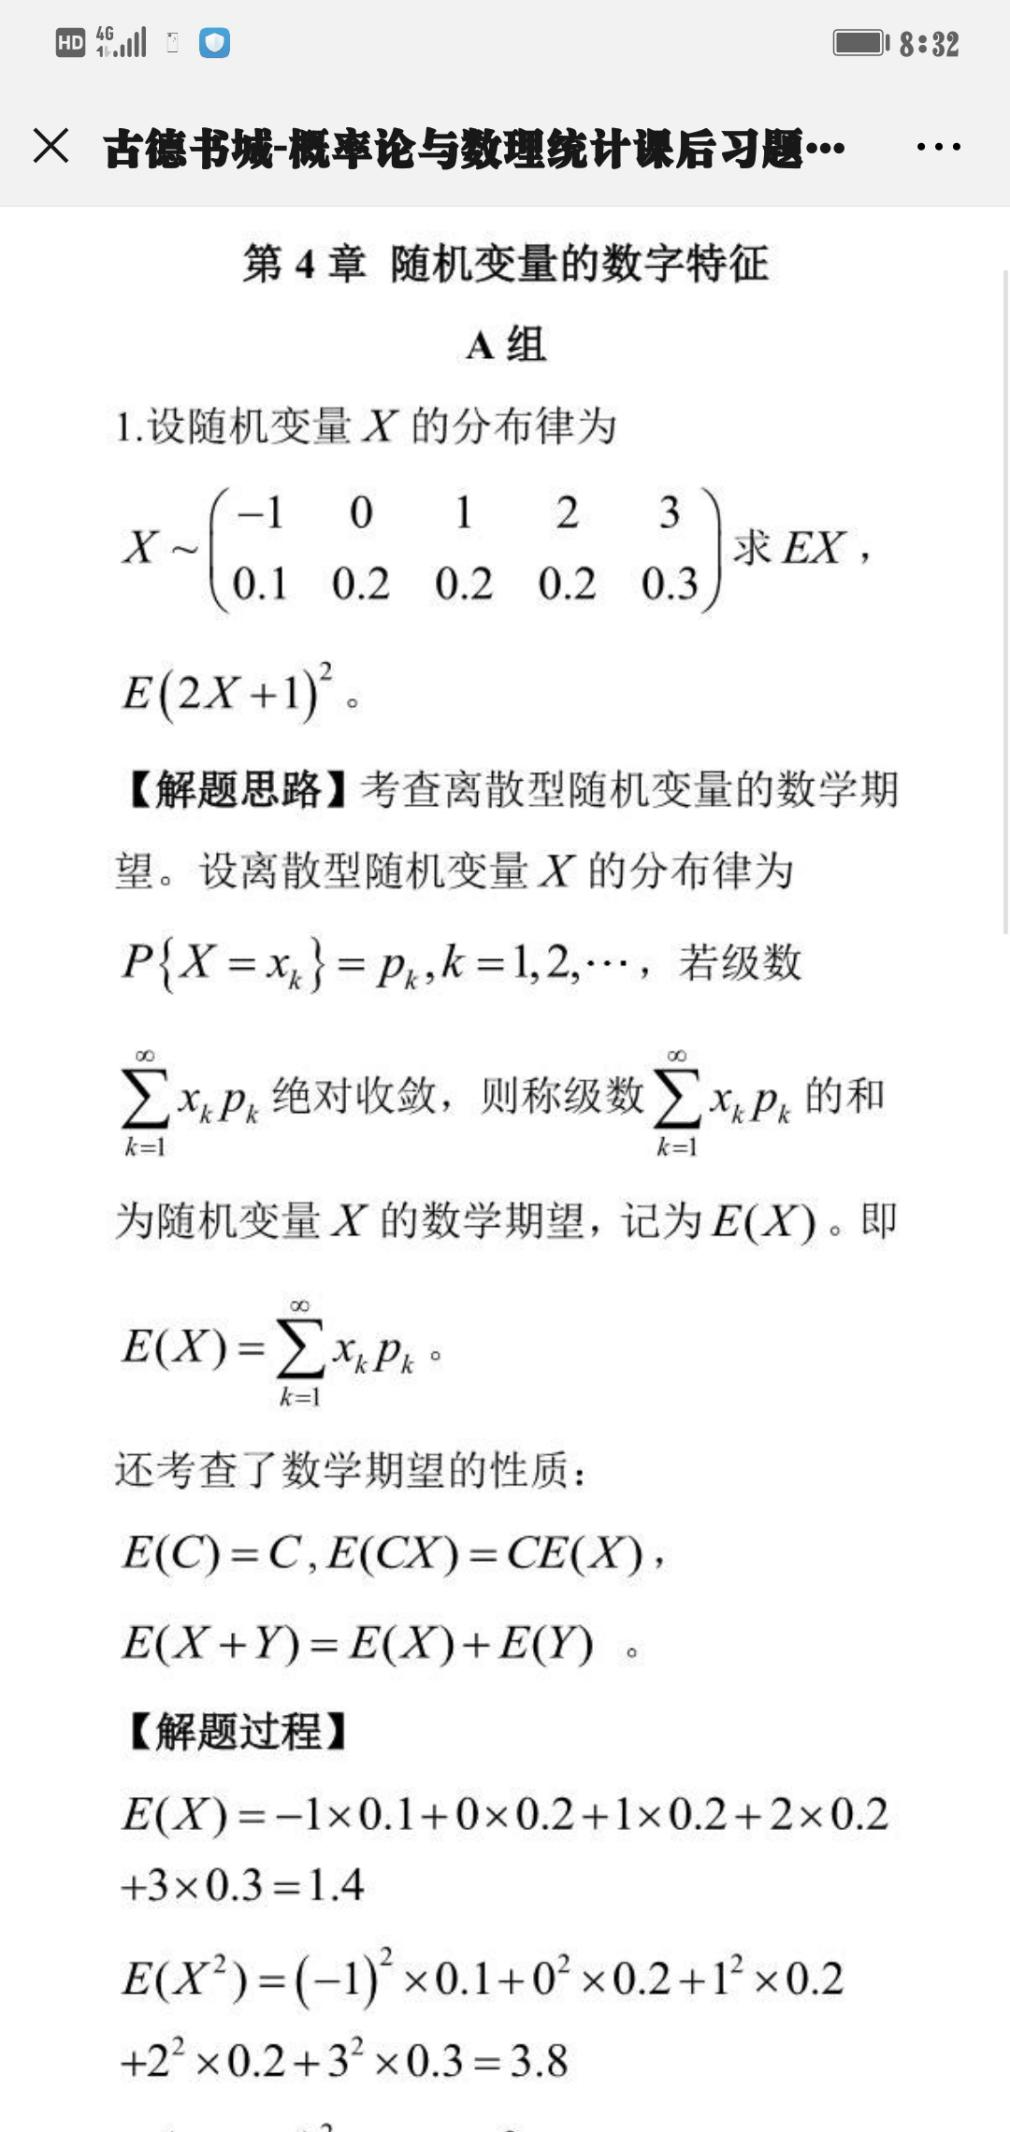 HD 4G 8:32
古德书城-概率论与数理统计课后习题…
第 4 章 随机变量的数字特征
A 组
1.设随机变量 X 的分布律为
X ~ ( -1 0 1 2 3
0.1 0.2 0.2 0.2 0.3 ) 求 EX，
E(2X+1)²。
【解题思路】考查离散型随机变量的数学期
望。设离散型随机变量 X 的分布律为
P{X = x_k} = p_k, k = 1,2,⋯，若级数
∑_{k=1}^{∞} x_k p_k 绝对收敛，则称级数 ∑_{k=1}^{∞} x_k p_k 的和
为随机变量 X 的数学期望，记为 E(X)。即
E(X) = ∑_{k=1}^{∞} x_k p_k。
还考查了数学期望的性质：
E(C) = C, E(CX) = CE(X)，
E(X+Y) = E(X)+E(Y) 。
【解题过程】
E(X) = -1×0.1+0×0.2+1×0.2+2×0.2
+3×0.3 = 1.4
E(X²) = (-1)²×0.1+0²×0.2+1²×0.2
+2²×0.2+3²×0.3 = 3.8